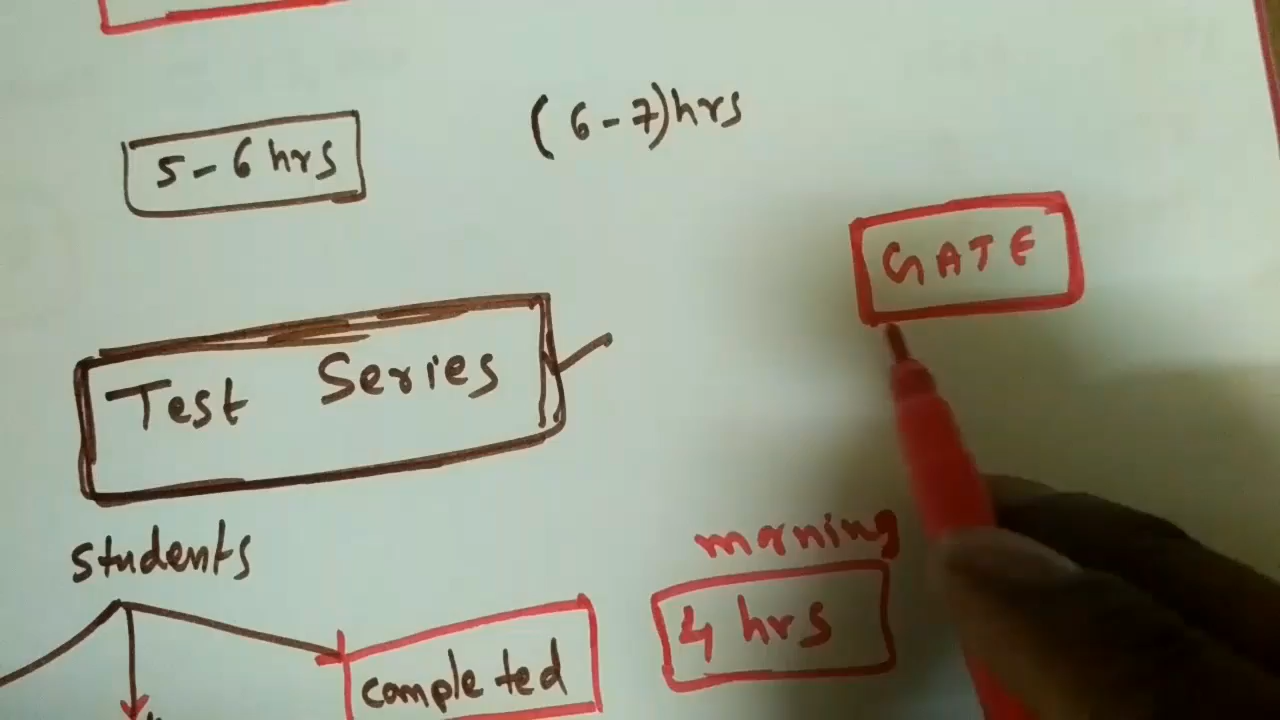 (6-7)hrs
5-6 hrs
GATE
Test Series
students
morning
4 hrs
completed